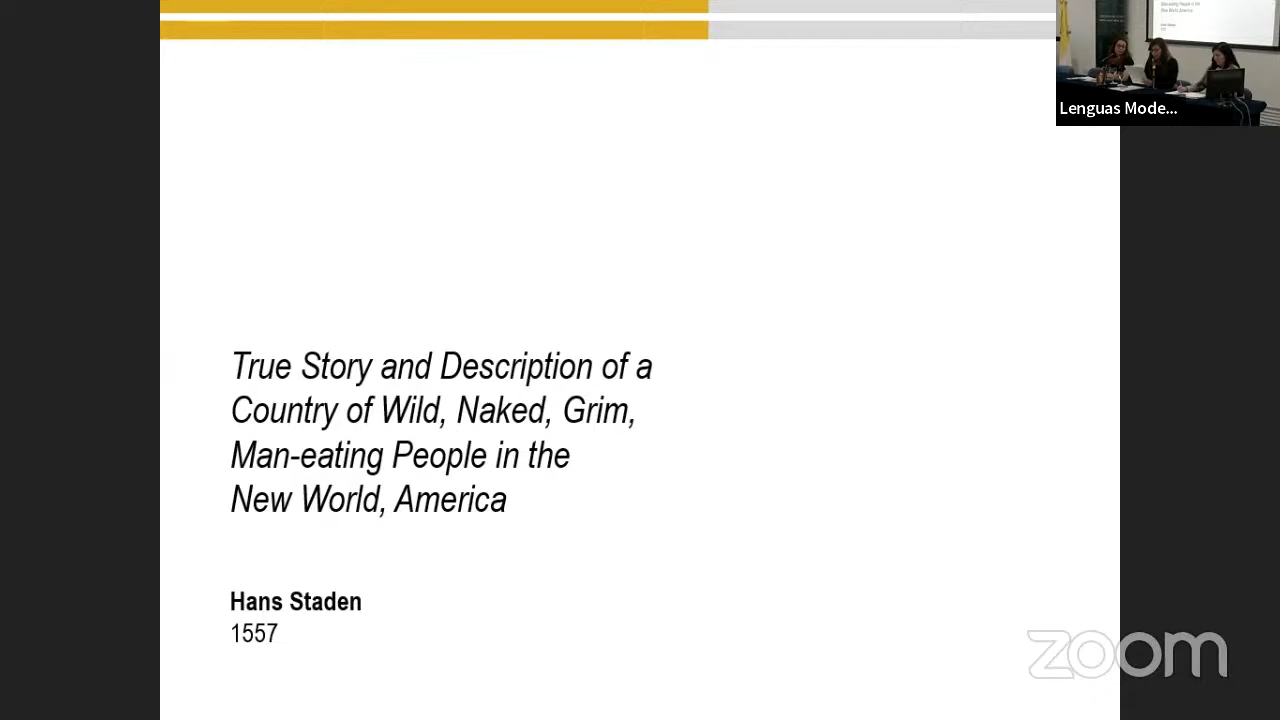 True Story and Description of a
Country of Wild, Naked, Grim,
Man-eating People in the
New World, America
Hans Staden
1557
Lenguas Mode...
zoom